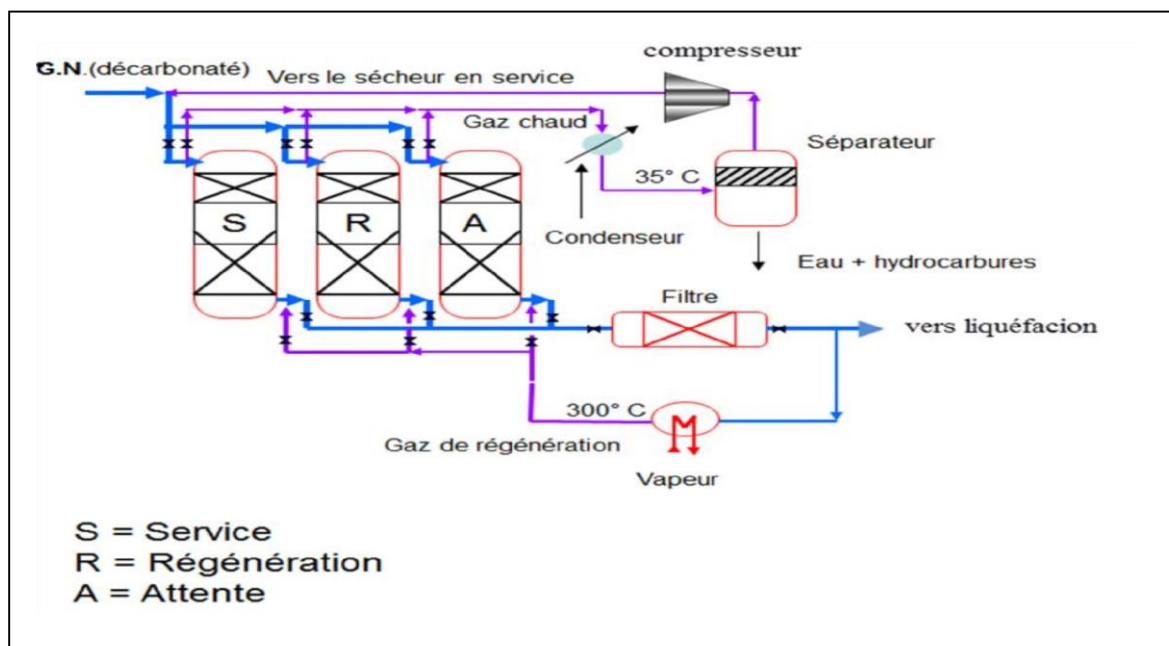 compresseur
G.N.(décarbonaté)
Vers le sécheur en service
Gaz chaud
Séparateur
35° C
S
R
A
Condenseur
Eau + hydrocarbures
Filtre
vers liquéfacion
300° C
Gaz de régénération
Vapeur
S = Service
R = Régénération
A = Attente